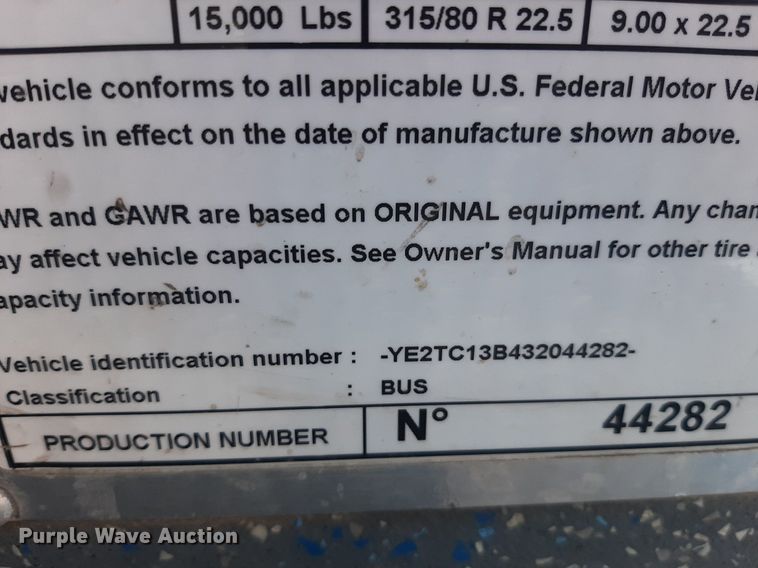 15,000 Lbs 315/80 R 22.5 9.00 x 22.5
vehicle conforms to all applicable U.S. Federal Motor Veh
dards in effect on the date of manufacture shown above.
WR and GAWR are based on ORIGINAL equipment. Any chan
ay affect vehicle capacities. See Owner's Manual for other tire
apacity information.
Vehicle identification number : -YE2TC13B432044282-
Classification : BUS
PRODUCTION NUMBER N° 44282
Purple Wave Auction